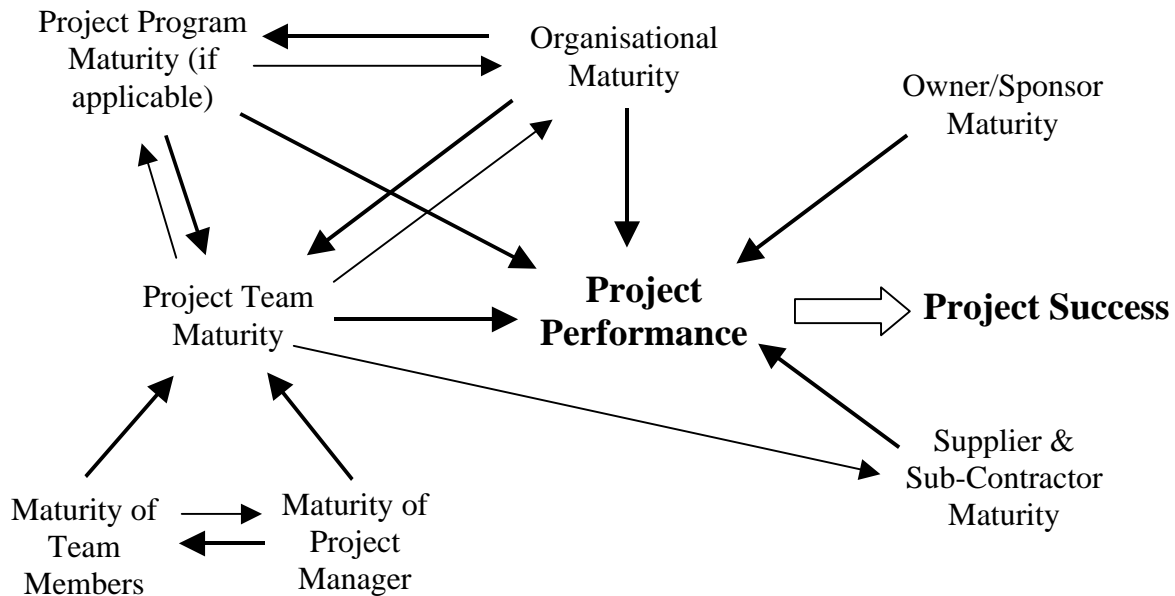 Project Program
Maturity (if
applicable)
Organisational
Maturity
Owner/Sponsor
Maturity
Project Team
Maturity
Project
Performance
Project Success
Supplier &
Sub-Contractor
Maturity
Maturity of
Team
Members
Maturity of
Project
Manager